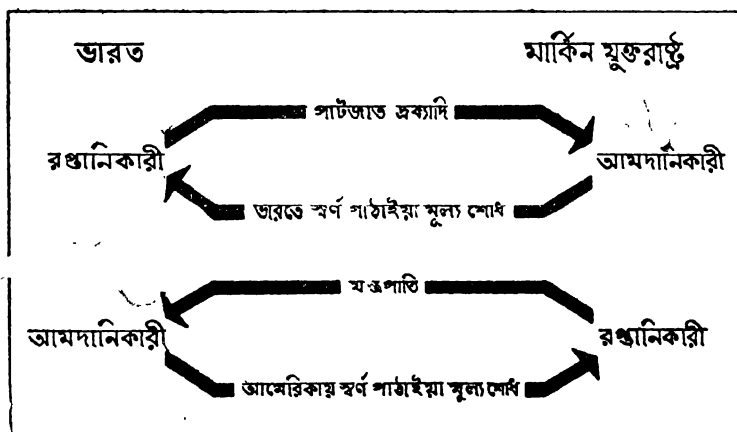 ভারত মার্কিন যুক্তরাষ্ট্র
পাটজাত দ্রব্যাদি
রপ্তানিকারী আমদানিকারী
ভারতে স্বর্ণ পাঠাইয়া মূল্য শোধ
যন্ত্রপাতি
আমদানিকারী রপ্তানিকারী
আমেরিকায় স্বর্ণ পাঠাইয়া মূল্য শোধ